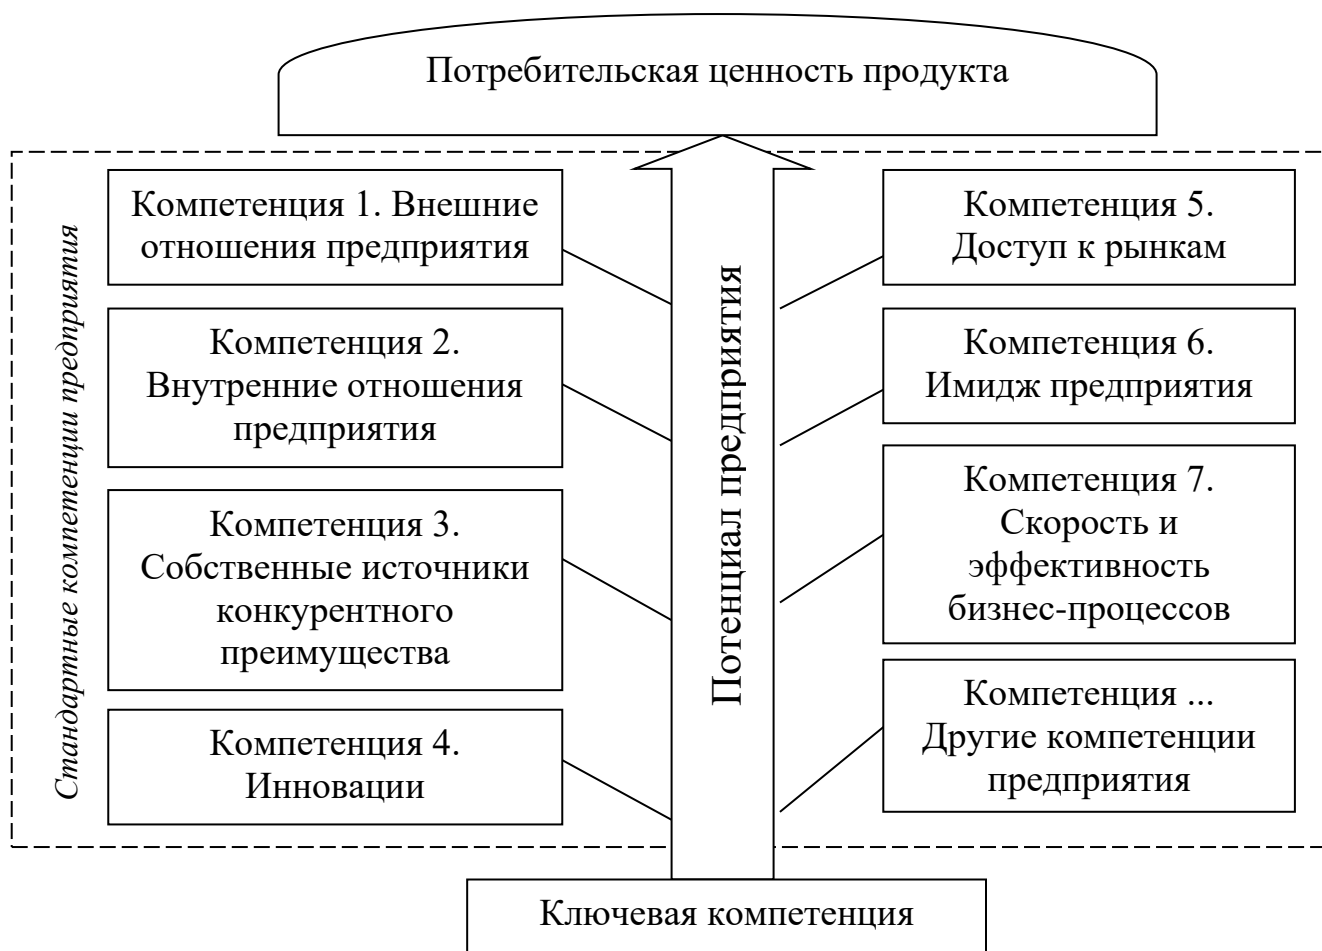 Потребительская ценность продукта
Стандартные компетенции предприятия
Компетенция 1. Внешние
отношения предприятия
Компетенция 2.
Внутренние отношения
предприятия
Компетенция 3.
Собственные источники
конкурентного
преимущества
Компетенция 4.
Инновации
Потенциал предприятия
Компетенция 5.
Доступ к рынкам
Компетенция 6.
Имидж предприятия
Компетенция 7.
Скорость и
эффективность
бизнес-процессов
Компетенция ...
Другие компетенции
предприятия
Ключевая компетенция